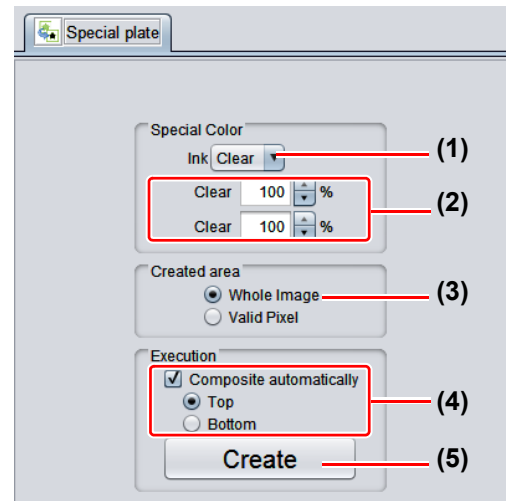 Special plate
Special Color
Ink Clear
(1)
Clear 100 %
(2)
Clear 100 %
Created area
Whole Image
(3)
Valid Pixel
Execution
Composite automatically
Top
(4)
Bottom
Create
(5)